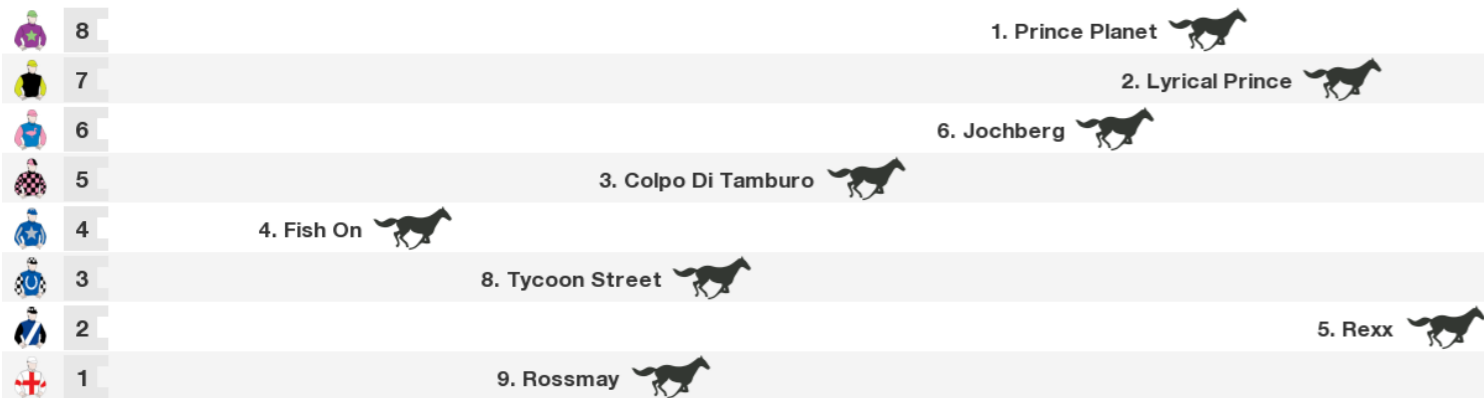 8 1. Prince Planet
7 2. Lyrical Prince
6 6. Jochberg
5 3. Colpo Di Tamburo
4 4. Fish On
3 8. Tycoon Street
2 5. Rexx
1 9. Rossmay